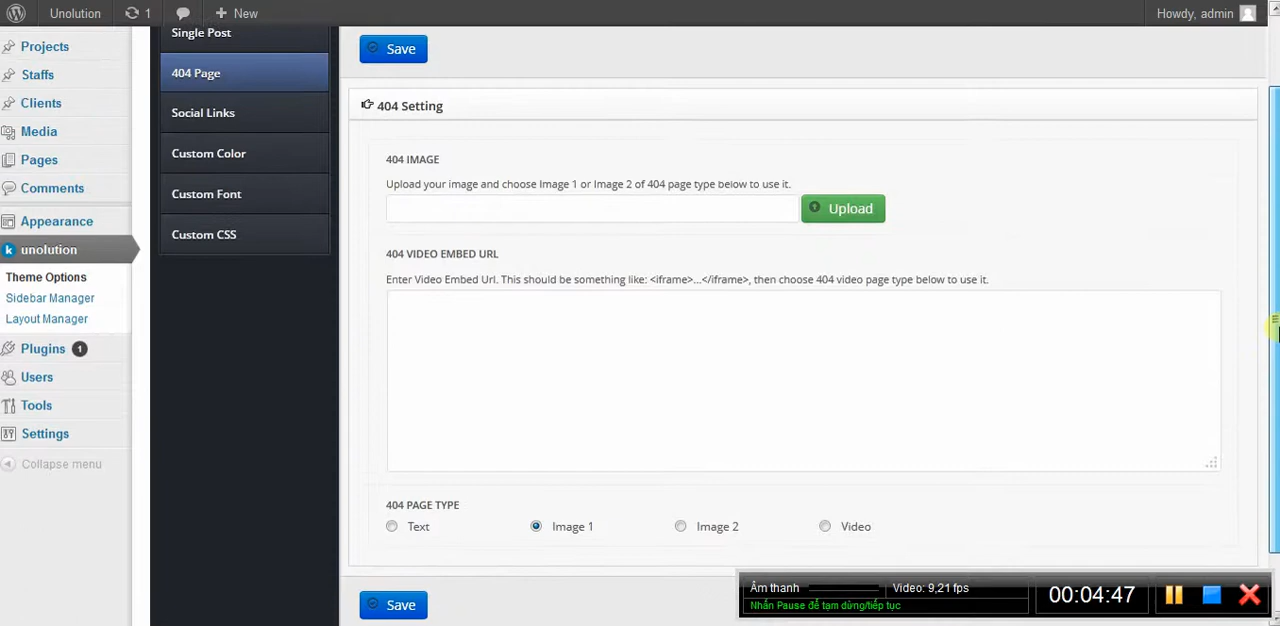 Unolution
1
New
Howdy, admin
Projects
Staffs
Clients
Media
Pages
Comments
Appearance
unolution
Theme Options
Sidebar Manager
Layout Manager
Plugins 1
Users
Tools
Settings
Collapse menu
Single Post
404 Page
Social Links
Custom Color
Custom Font
Custom CSS
Save
404 Setting
404 IMAGE
Upload your image and choose Image 1 or Image 2 of 404 page type below to use it.
Upload
404 VIDEO EMBED URL
Enter Video Embed Url. This should be something like: <iframe>...</iframe>, then choose 404 video page type below to use it.
404 PAGE TYPE
Text Image 1 Image 2 Video
Save
Âm thanh Video: 9,21 fps
Nhấn Pause để tạm dừng/tiếp tục
00:04:47